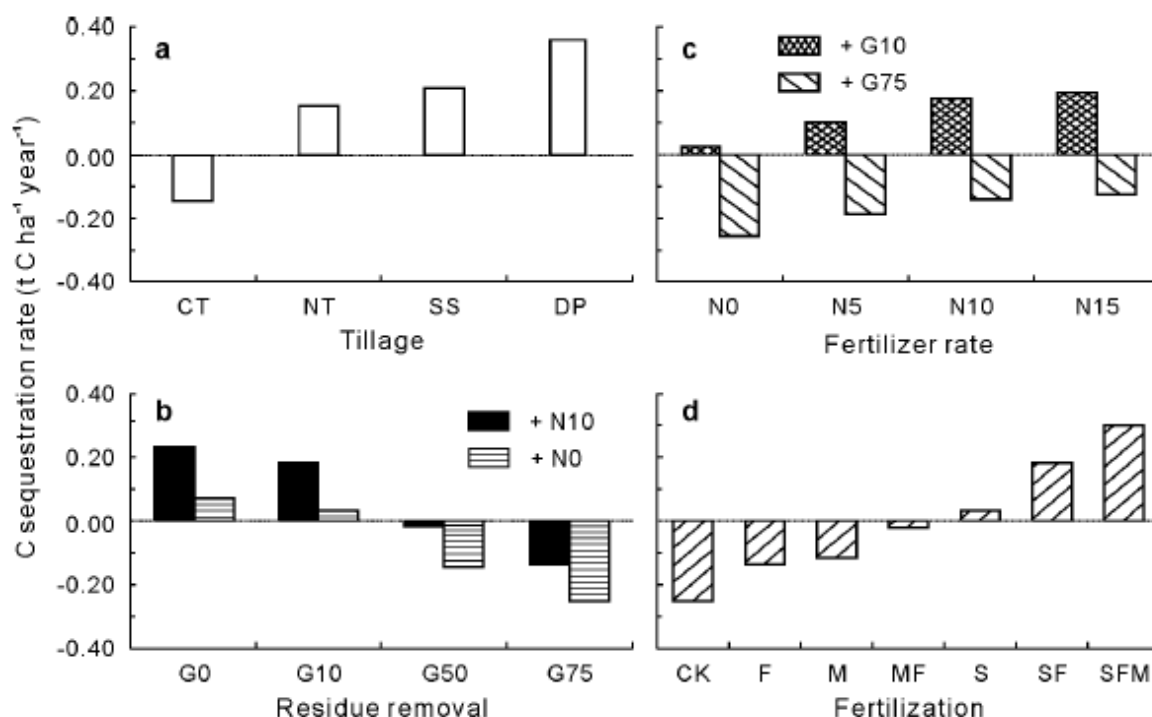 C sequestration rate (t C ha⁻¹ year⁻¹)
0.40
0.20
0.00
-0.20
-0.40
a
CT NT SS DP
Tillage
c
+ G10
+ G75
N0 N5 N10 N15
Fertilizer rate
0.40
0.20
0.00
-0.20
-0.40
b
+ N10
+ N0
G0 G10 G50 G75
Residue removal
d
CK F M MF S SF SFM
Fertilization